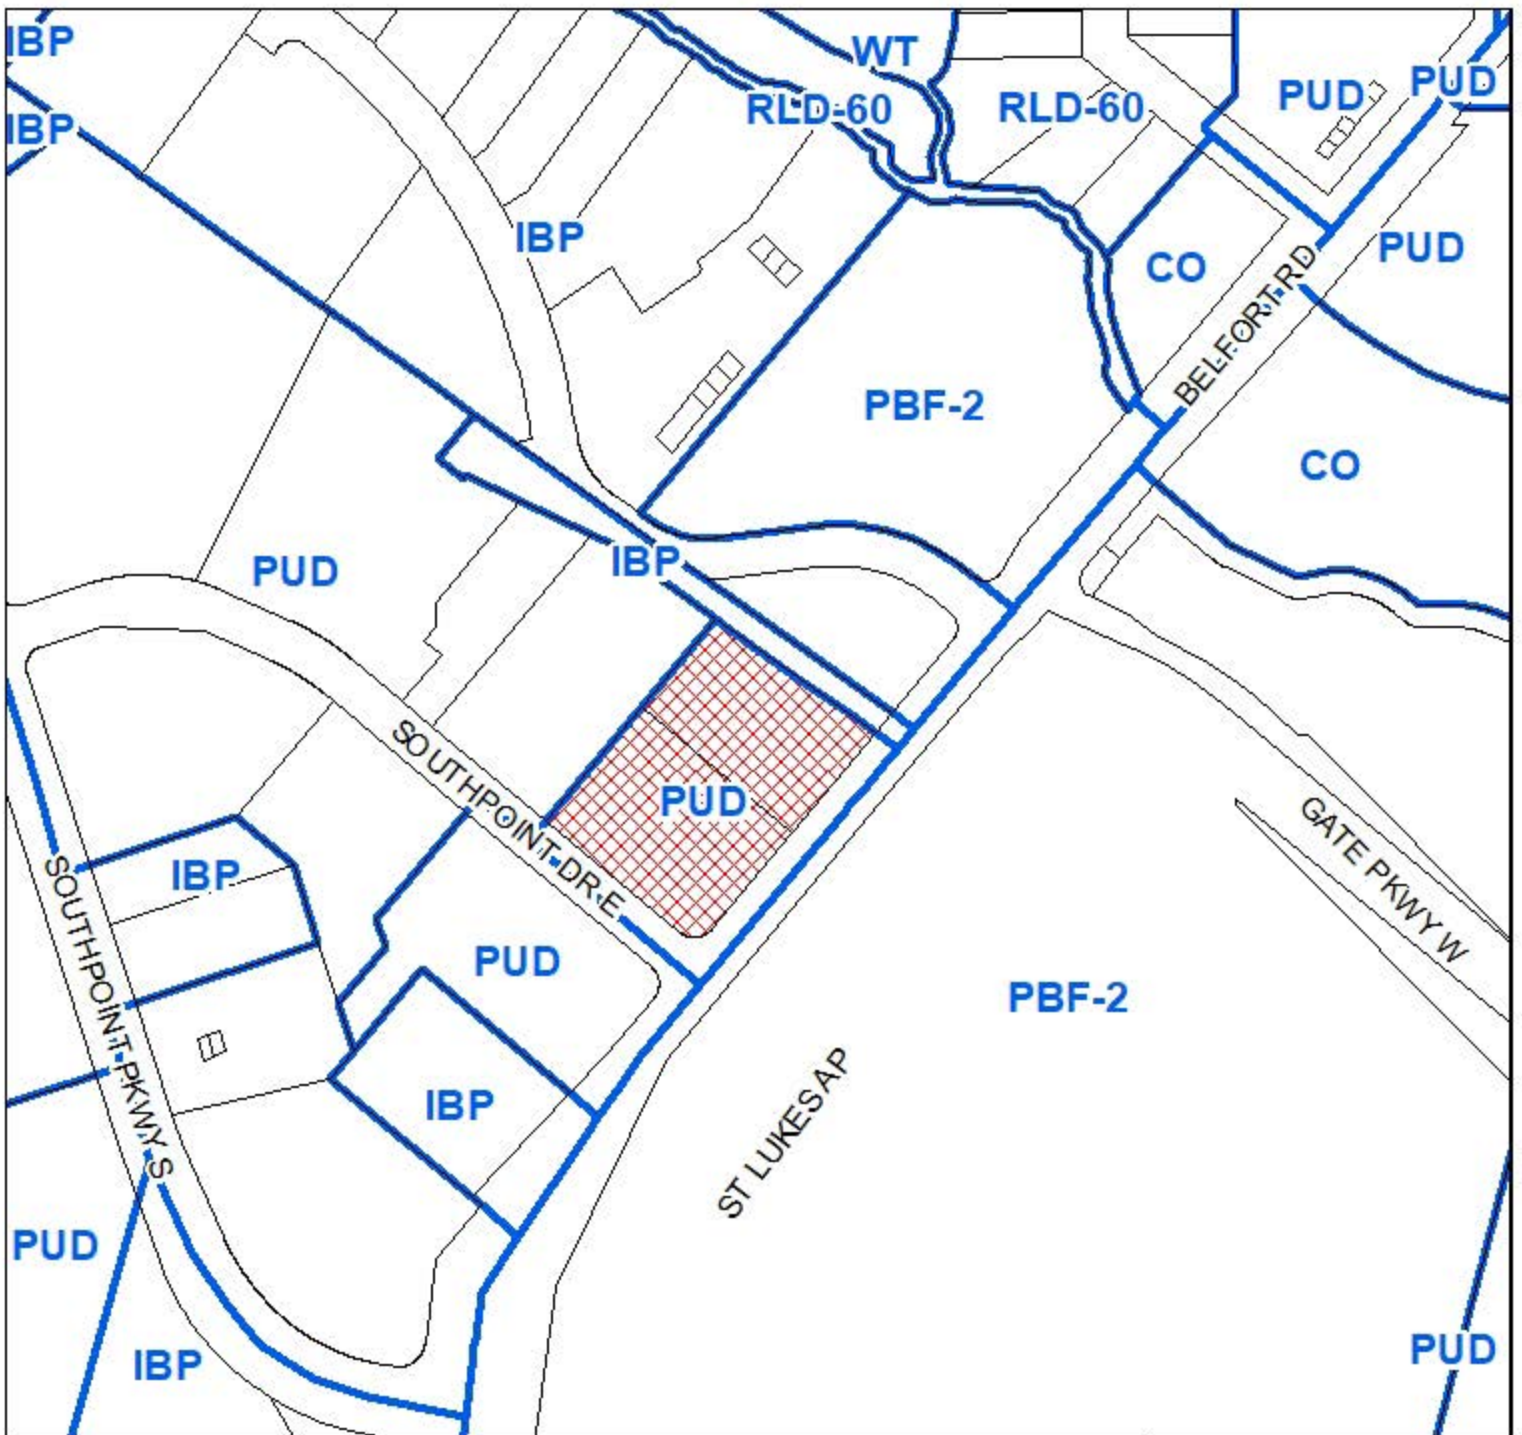 IBP
WT
PUD
PUD
RLD-60
RLD-60
IBP
IBP
PUD
CO
BELFORT RD
PBF-2
CO
IBP
PUD
SOUTHPOINT DR E
PUD
GATE PKWY W
IBP
SOUTHPOINT PKWY S
PUD
PBF-2
IBP
ST LUKES AP
PUD
PUD
IBP